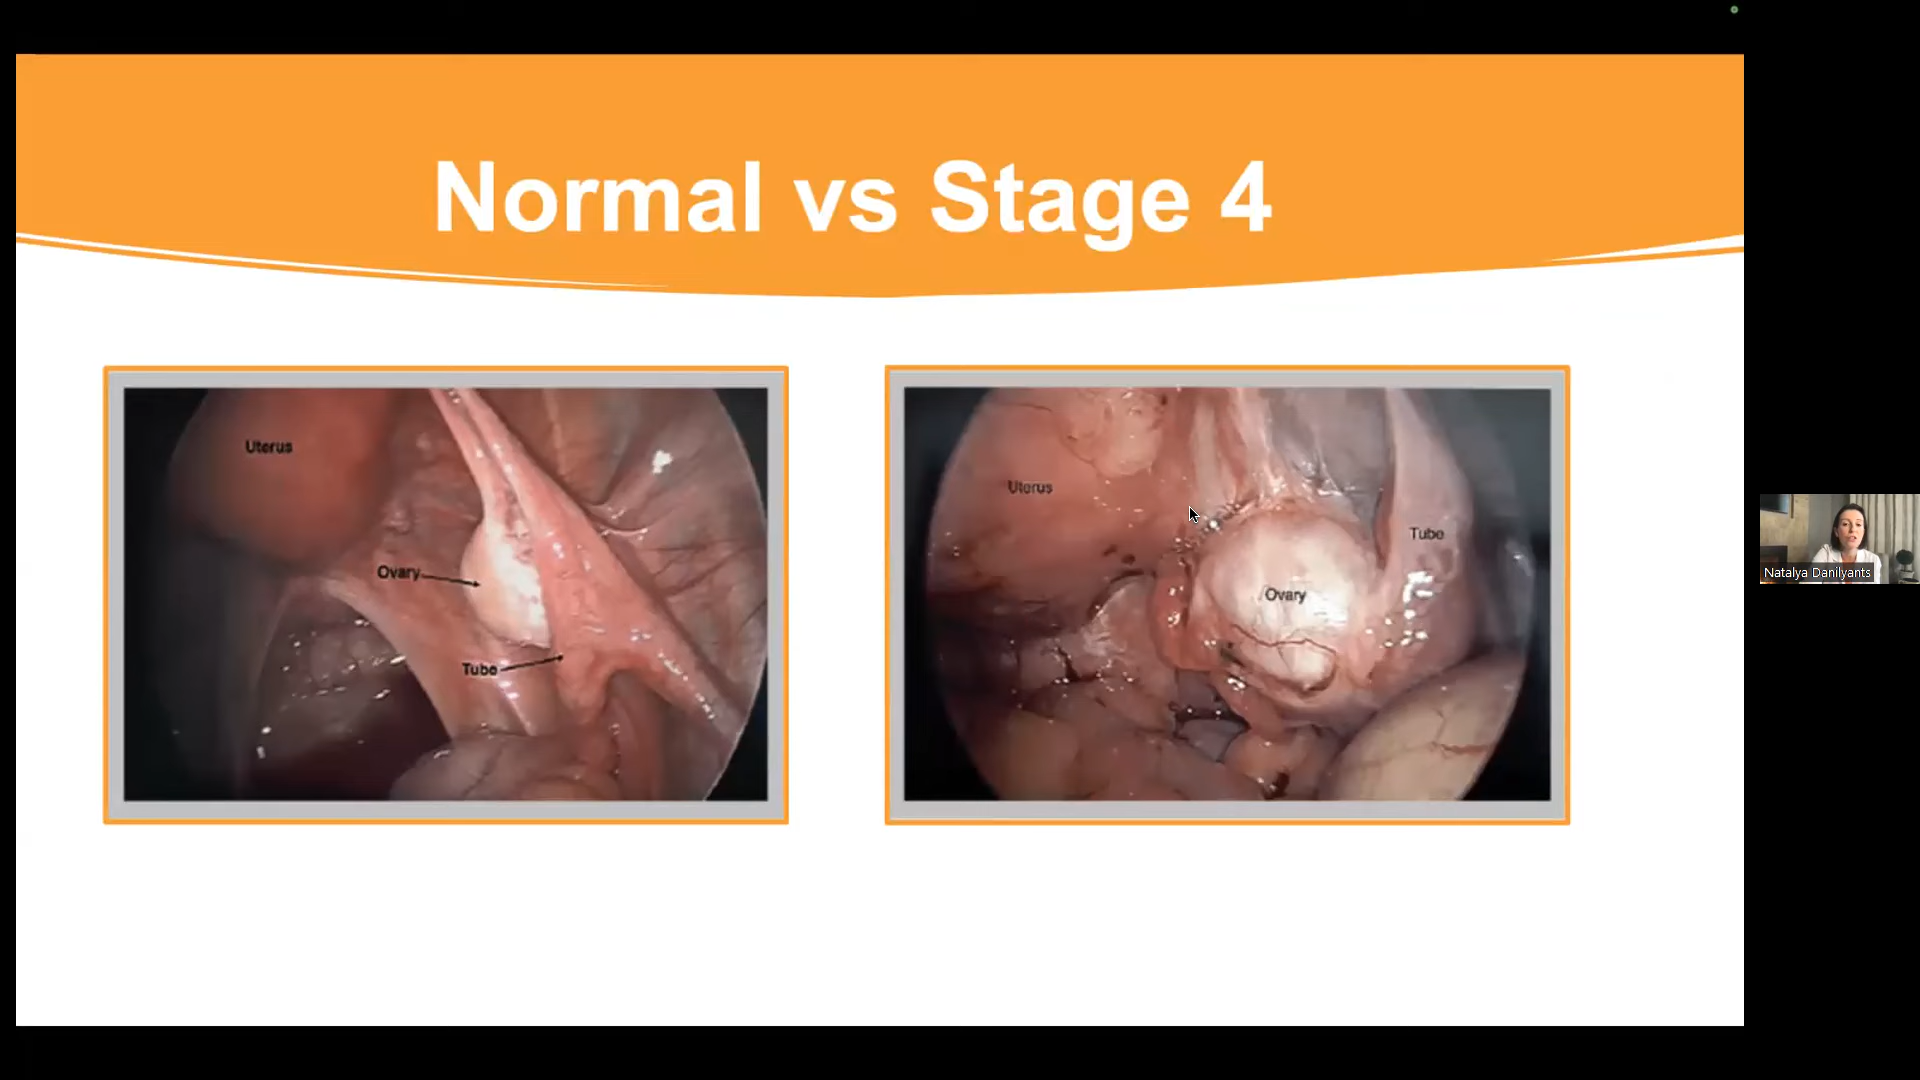 Normal vs Stage 4
Uterus
Ovary
Tube
Uterus
Tube
Ovary
Natalya Danilyants